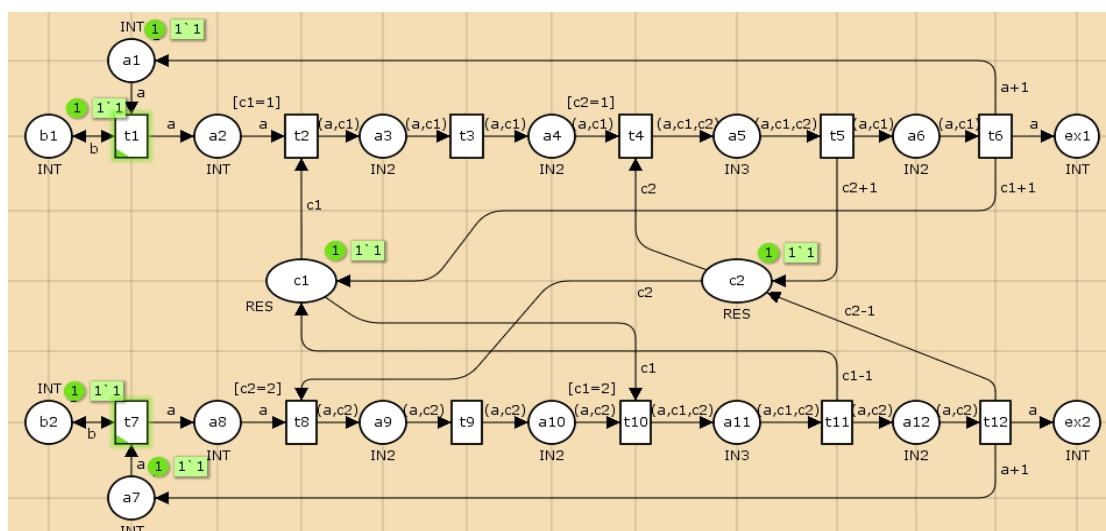 INT 1 1`1
a1
a+1
1 1`1 a [c1=1] [c2=1]
b1 b t1 a a2 a t2 (a,c1) a3 (a,c1) t3 (a,c1) a4 (a,c1) t4 (a,c1,c2) a5 (a,c1,c2) t5 (a,c1) a6 (a,c1) t6 a ex1
INT INT IN2 IN2 IN3 IN2 INT
c1 c2 c2+1 c1+1
1 1`1 1 1`1
c1 c2 c2
RES RES
c2-1
c1 c1-1
INT 1 1`1 [c2=2] [c1=2]
b2 b t7 a a8 a t8 (a,c2) a9 (a,c2) t9 (a,c2) a10 (a,c2) t10 (a,c1,c2) a11 (a,c1,c2) t11 (a,c2) a12 (a,c2) t12 a ex2
INT IN2 IN2 IN3 IN2 INT
a 1 1`1 a+1
a7
INT